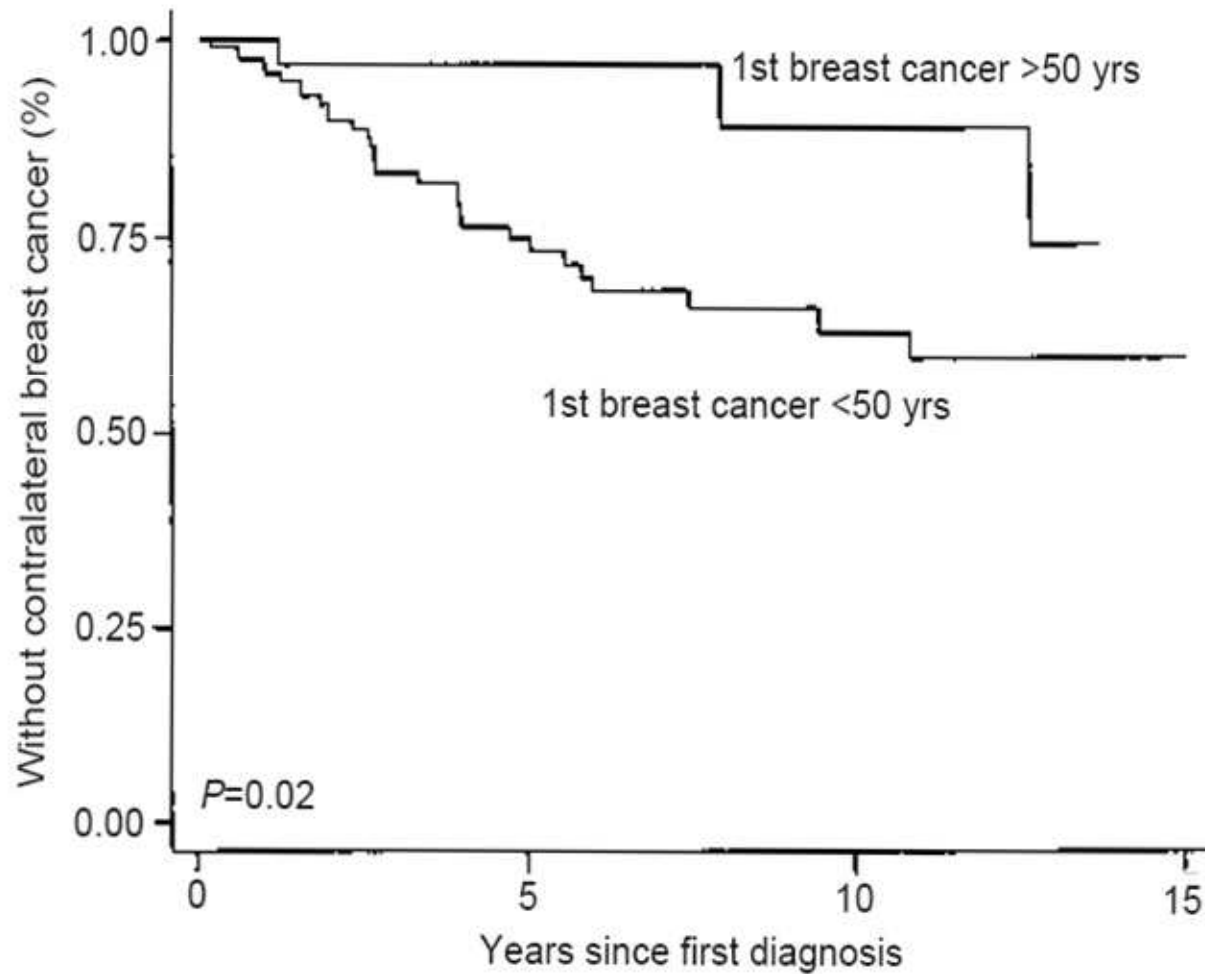 Without contralateral breast cancer (%)
1.00
0.75
0.50
0.25
0.00
1st breast cancer >50 yrs
1st breast cancer <50 yrs
P=0.02
0 5 10 15
Years since first diagnosis